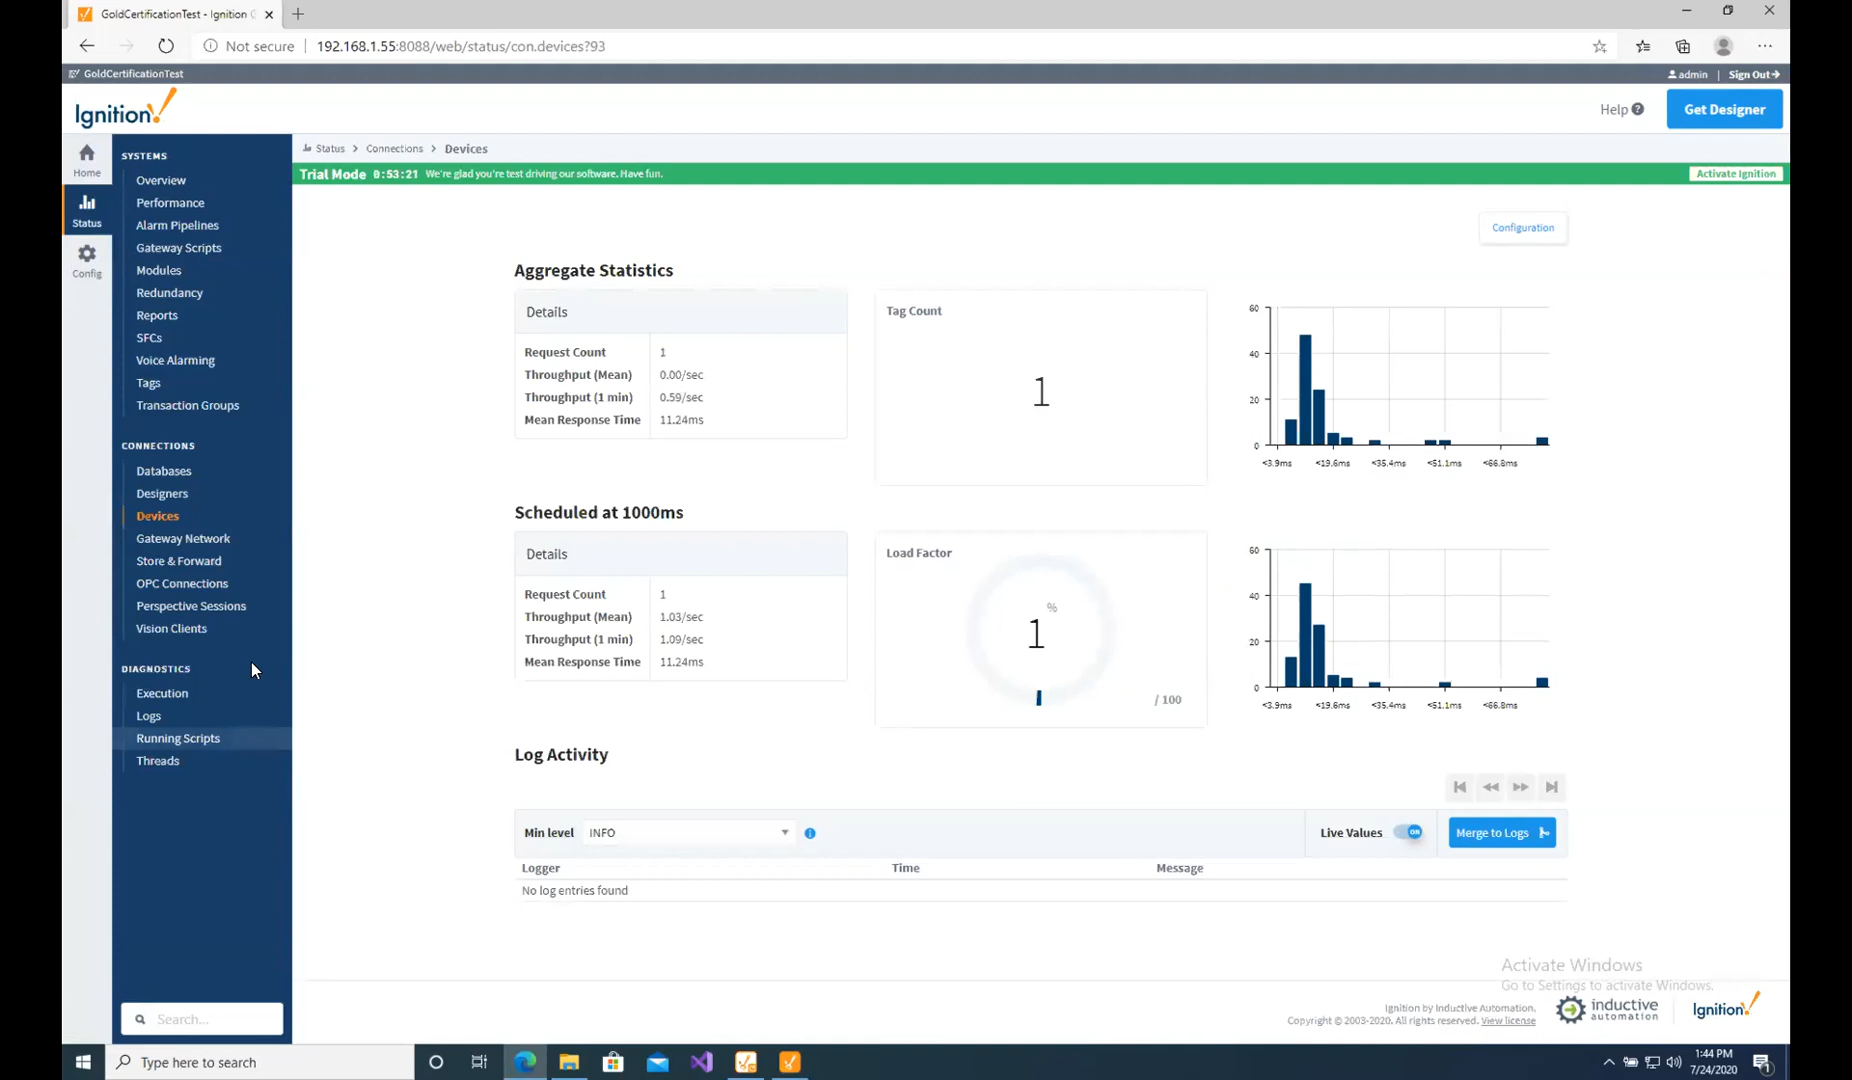 GoldCertificationTest - Ignition G
Not secure
192.168.1.55:8088/web/status/con.devices?93
GoldCertificationTest
admin | Sign Out
Ignition!
Help
Get Designer
Home
Status
Config
SYSTEMS
Overview
Performance
Alarm Pipelines
Gateway Scripts
Modules
Redundancy
Reports
SFCs
Voice Alarming
Tags
Transaction Groups
CONNECTIONS
Databases
Designers
Devices
Gateway Network
Store & Forward
OPC Connections
Perspective Sessions
Vision Clients
DIAGNOSTICS
Execution
Logs
Running Scripts
Threads
Search...
Status > Connections > Devices
Trial Mode 0:53:21 We're glad you're test driving our software. Have fun.
Activate Ignition
Configuration
Aggregate Statistics
Details
Request Count 1
Throughput (Mean) 0.00/sec
Throughput (1 min) 0.59/sec
Mean Response Time 11.24ms
Tag Count
1
60
40
20
0
<3.9ms <19.6ms <35.4ms <51.1ms <66.8ms
Scheduled at 1000ms
Details
Request Count 1
Throughput (Mean) 1.03/sec
Throughput (1 min) 1.09/sec
Mean Response Time 11.24ms
Load Factor
1 %
/ 100
60
40
20
0
<3.9ms <19.6ms <35.4ms <51.1ms <66.8ms
Log Activity
Min level INFO
Live Values ON
Merge to Logs
Logger Time Message
No log entries found
Activate Windows
Go to Settings to activate Windows.
Ignition by Inductive Automation.
Copyright © 2003-2020. All rights reserved. View license
inductive automation
Ignition!
Type here to search
1:44 PM
7/24/2020
1